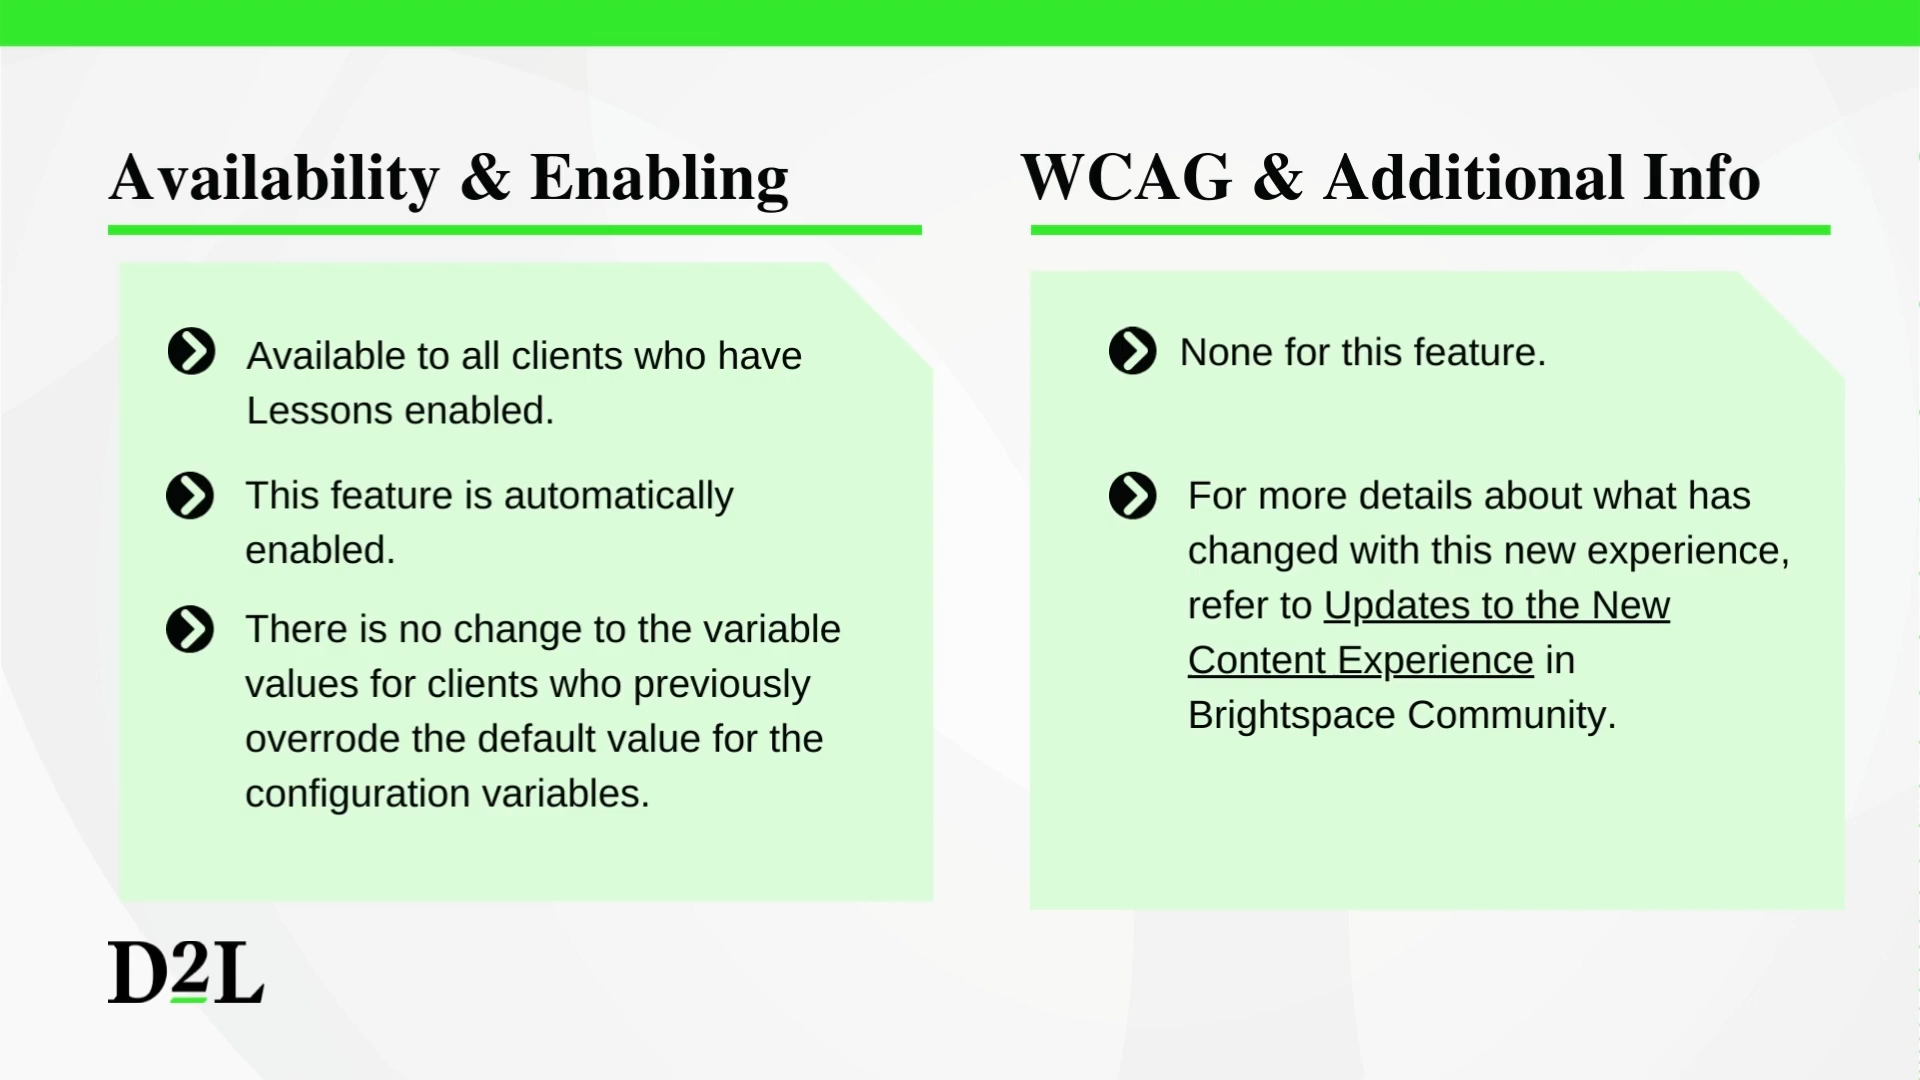 Availability & Enabling
Available to all clients who have
Lessons enabled.
This feature is automatically
enabled.
There is no change to the variable
values for clients who previously
overrode the default value for the
configuration variables.
WCAG & Additional Info
None for this feature.
For more details about what has
changed with this new experience,
refer to Updates to the New
Content Experience in
Brightspace Community.
D2L